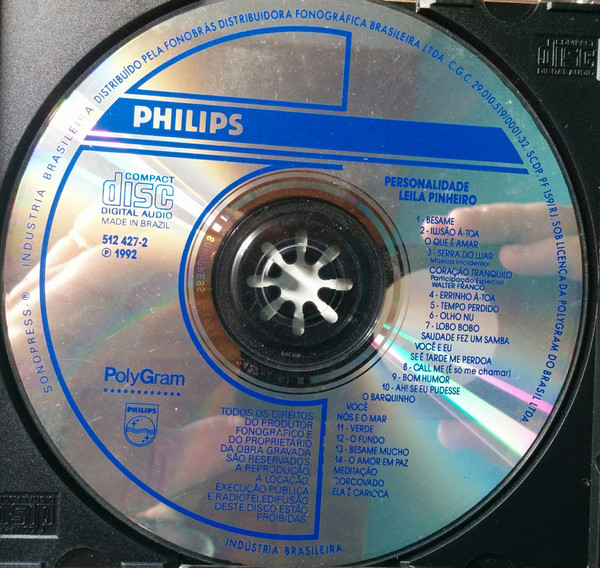 SONOPRESS-® INDUSTRIA BRASILEIRA DISTRIBUÍDO PELA FONOBRÁS DISTRIBUIDORA FONOGRÁFICA BRASILEIRA LTDA. C.G.C. 29.010.519/0001-32. SCDP. PF 159/RJ. SOB LICENÇA DA POLYGRAM DO BRASIL LTDA
COMPACT
disc
DIGITAL AUDIO
PHILIPS
COMPACT
disc
DIGITAL AUDIO
MADE IN BRAZIL
512 427-2
℗ 1992
PERSONALIDADE
LEILA PINHEIRO
1 - BESAME
2 - ILUSÃO À-TOA
O QUE É AMAR
3 - SERRA DO LUAR
Música Incidental:
CORAÇÃO TRANQUILO
Participação Especial
WALTER FRANCO
4 - ERRINHO À-TOA
5 - TEMPO PERDIDO
6 - OLHO NU
7 - LOBO BOBO
SAUDADE FEZ UM SAMBA
VOCÊ E EU
SE É TARDE ME PERDOA
8 - CALL ME (É só me chamar)
9 - BOM HUMOR
10 - AH! SE EU PUDESSE
O BARQUINHO
VOCÊ
NÓS E O MAR
11 - VERDE
12 - O FUNDO
13 - BESAME MUCHO
14 - O AMOR EM PAZ
MEDITAÇÃO
CORCOVADO
ELA É CARIOCA
PolyGram
PHILIPS
TODOS OS DIREITOS
DO PRODUTOR
FONOGRÁFICO E
DO PROPRIETÁRIO
DA OBRA GRAVADA
SÃO RESERVADOS.
A REPRODUÇÃO,
A LOCAÇÃO,
EXECUÇÃO PÚBLICA
E RADIOTELEDIFUSÃO
DESTE DISCO ESTÃO
PROIBIDAS.
INDÚSTRIA BRASILEIRA